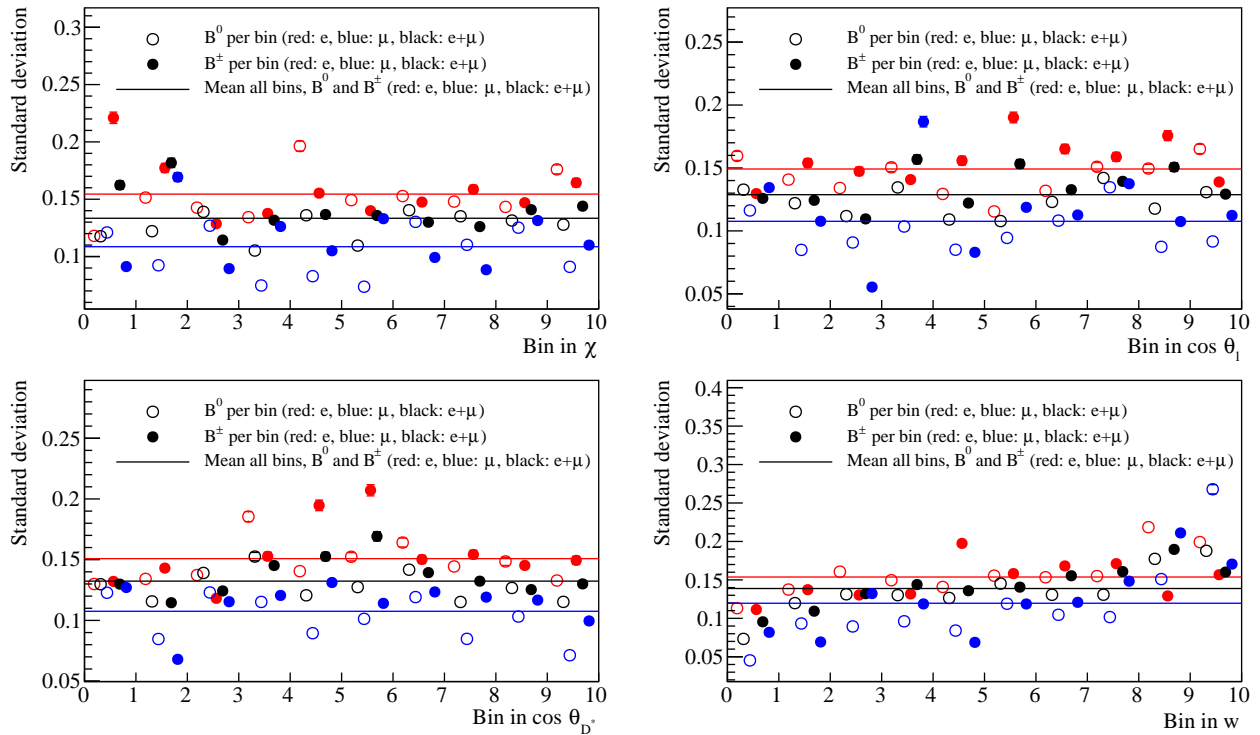 Standard deviation
0.3
0.25
0.2
0.15
0.1
B⁰ per bin (red: e, blue: μ, black: e+μ)
B± per bin (red: e, blue: μ, black: e+μ)
Mean all bins, B⁰ and B± (red: e, blue: μ, black: e+μ)
0 1 2 3 4 5 6 7 8 9 10
Bin in χ
Standard deviation
0.25
0.2
0.15
0.1
0.05
B⁰ per bin (red: e, blue: μ, black: e+μ)
B± per bin (red: e, blue: μ, black: e+μ)
Mean all bins, B⁰ and B± (red: e, blue: μ, black: e+μ)
0 1 2 3 4 5 6 7 8 9 10
Bin in cos θ_l
Standard deviation
0.25
0.2
0.15
0.1
0.05
B⁰ per bin (red: e, blue: μ, black: e+μ)
B± per bin (red: e, blue: μ, black: e+μ)
Mean all bins, B⁰ and B± (red: e, blue: μ, black: e+μ)
0 1 2 3 4 5 6 7 8 9 10
Bin in cos θ_D*
Standard deviation
0.4
0.35
0.3
0.25
0.2
0.15
0.1
0.05
B⁰ per bin (red: e, blue: μ, black: e+μ)
B± per bin (red: e, blue: μ, black: e+μ)
Mean all bins, B⁰ and B± (red: e, blue: μ, black: e+μ)
0 1 2 3 4 5 6 7 8 9 10
Bin in w